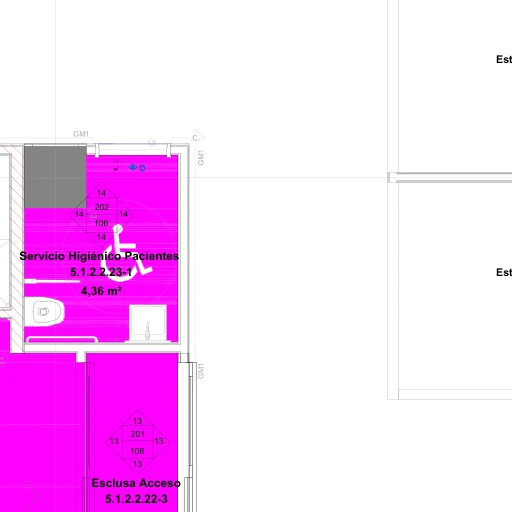 Est
GM1
C
GM1
14
202
14 14
106
14
Servicio Higiénico Pacientes
5.1.2.2.23-1
4,36 m²
Est
GM1
13
201
13 13
108
13
Esclusa Acceso
5.1.2.2.22-3